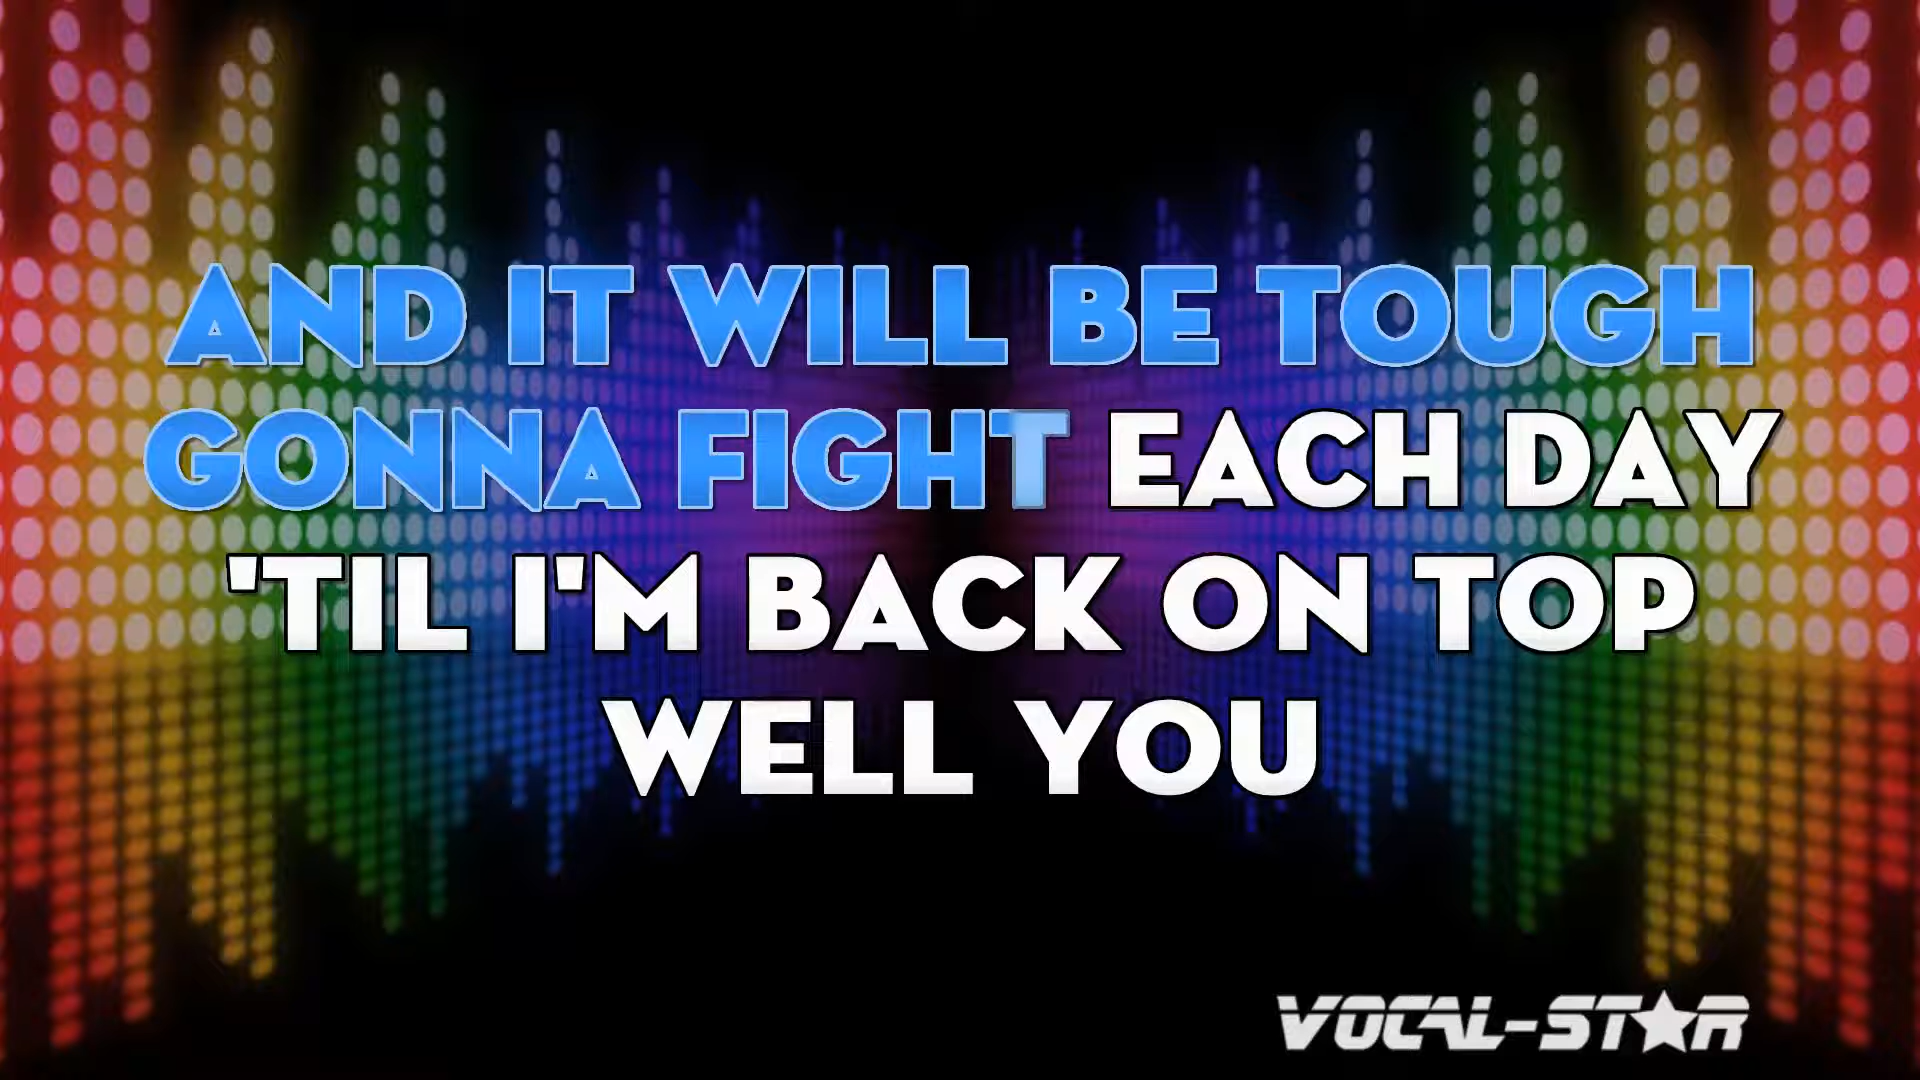 AND IT WILL BE TOUGH
GONNA FIGHT EACH DAY
'TIL I'M BACK ON TOP
WELL YOU
VOCAL-STAR